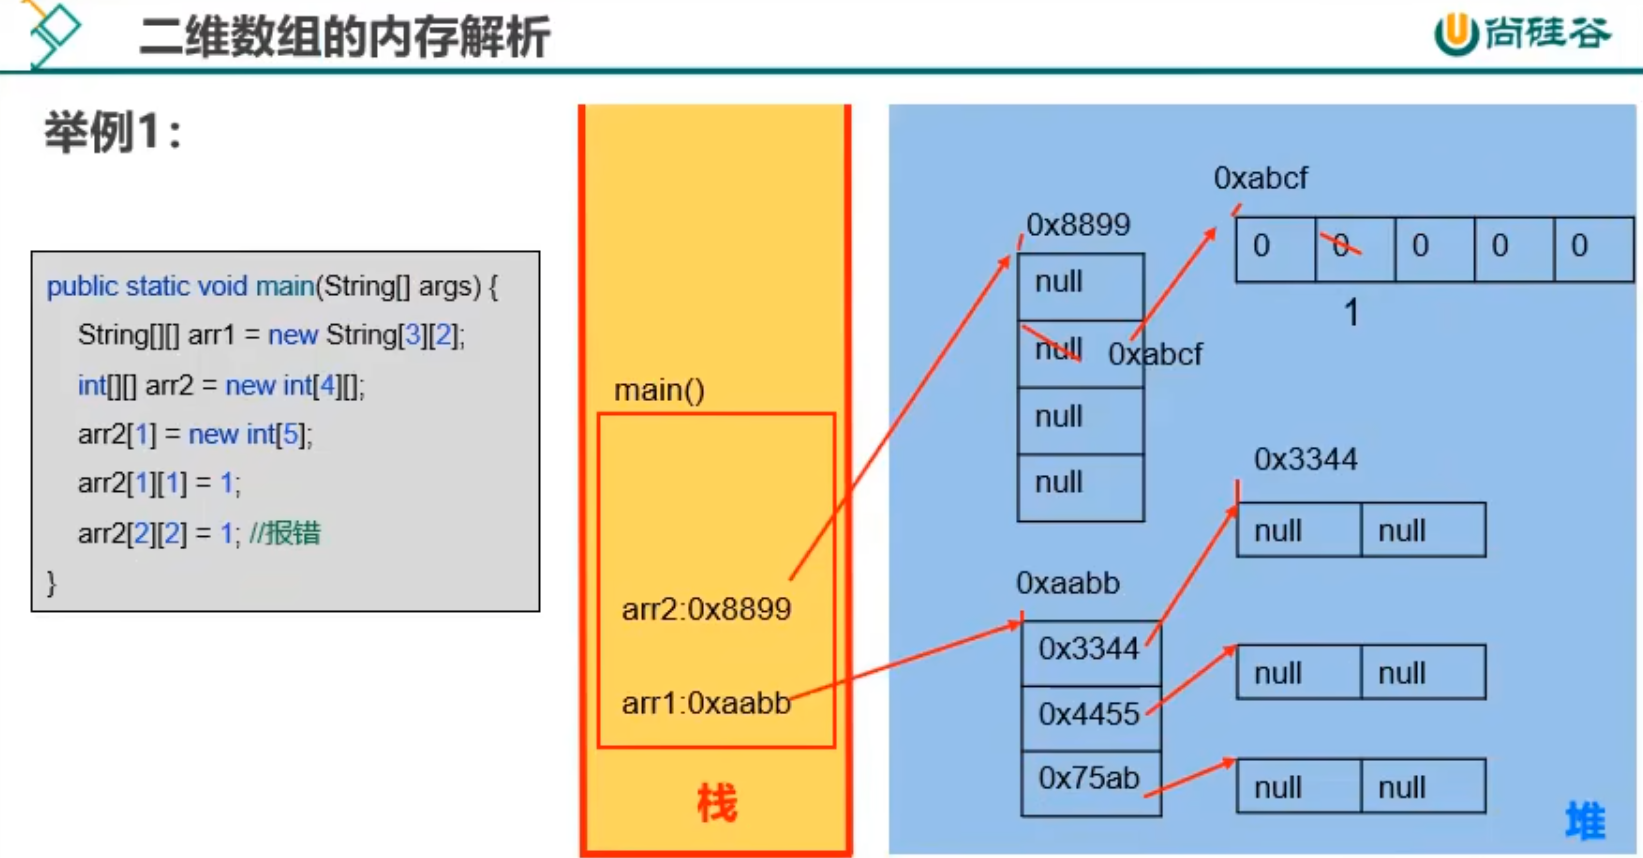 二维数组的内存解析
尚硅谷
举例1：
public static void main(String[] args) {
String[][] arr1 = new String[3][2];
int[][] arr2 = new int[4][];
arr2[1] = new int[5];
arr2[1][1] = 1;
arr2[2][2] = 1; //报错
}
main()
arr2:0x8899
arr1:0xaabb
栈
0x8899
null
null 0xabcf
null
null
0xabcf
0 0 0 0 0
1
0xaabb
0x3344
0x4455
0x75ab
0x3344
null null
null null
null null
堆